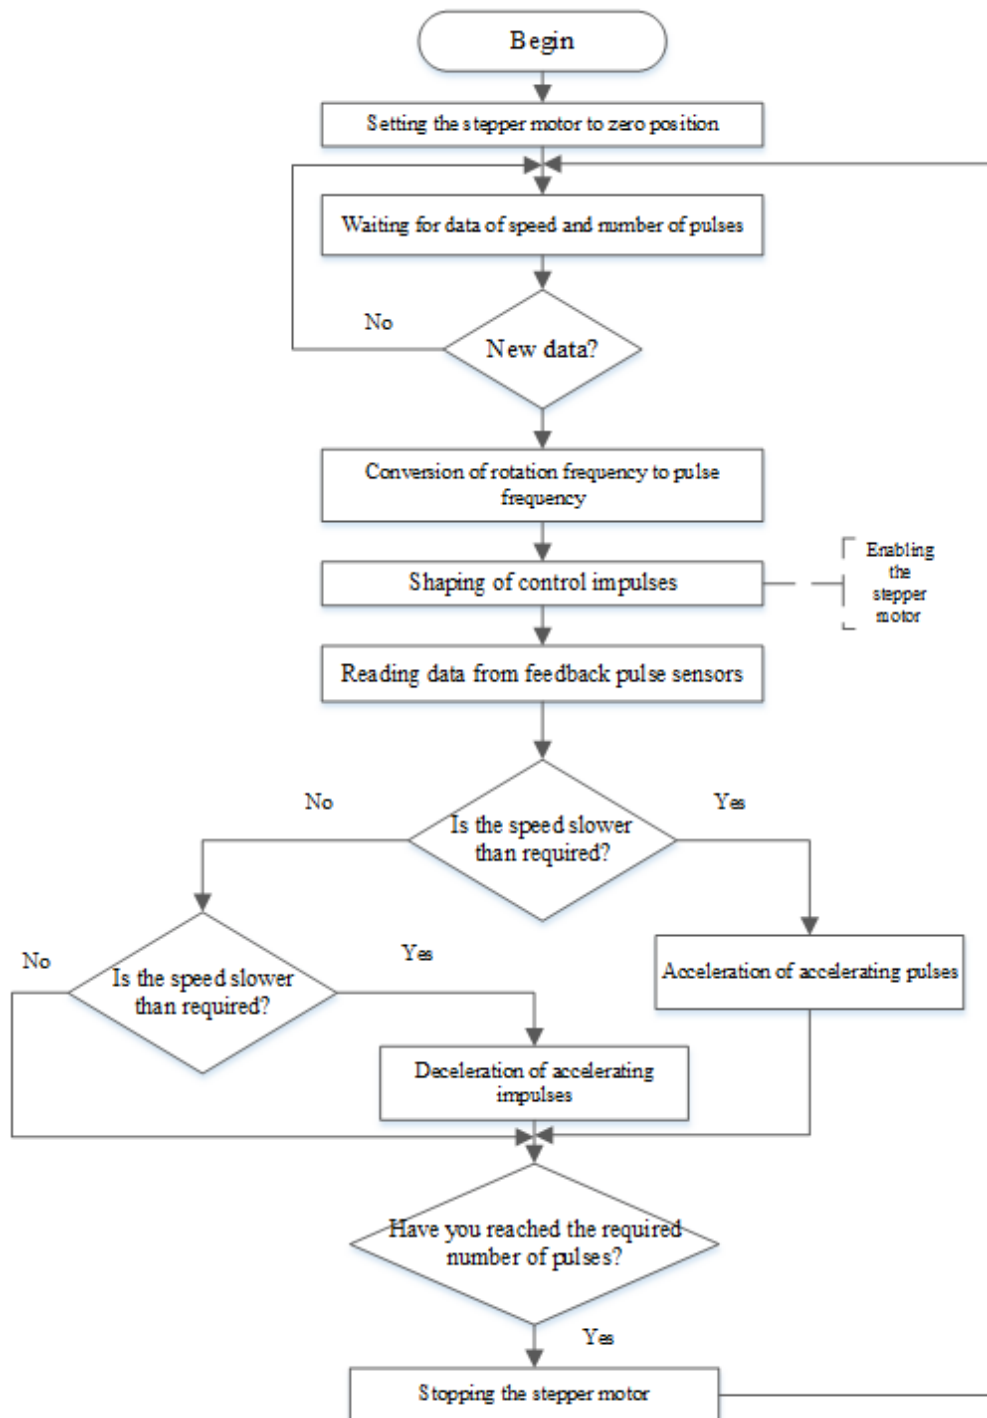 Begin
Setting the stepper motor to zero position
Waiting for data of speed and number of pulses
No
New data?
Conversion of rotation frequency to pulse
frequency
Shaping of control impulses
Enabling
the
stepper
motor
Reading data from feedback pulse sensors
No
Yes
Is the speed slower
than required?
No
Yes
Is the speed slower
than required?
Acceleration of accelerating pulses
Deceleration of accelerating
impulses
Have you reached the required
number of pulses?
Yes
Stopping the stepper motor